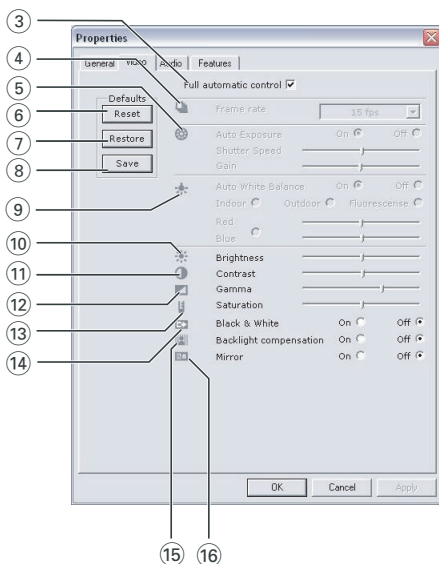 ③
Properties
④
General Video Audio Features
Full automatic control
⑤
Defaults
Frame rate 15 fps
⑥
Reset
Auto Exposure On Off
Shutter Speed
⑦
Restore
Gain
⑧
Save
Auto White Balance On Off
⑨
Indoor Outdoor Fluorescense
Red
Blue
⑩
Brightness
⑪
Contrast
⑫
Gamma
⑬
Saturation
Black & White On Off
⑭
Backlight compensation On Off
Mirror On Off
OK Cancel Apply
⑮ ⑯